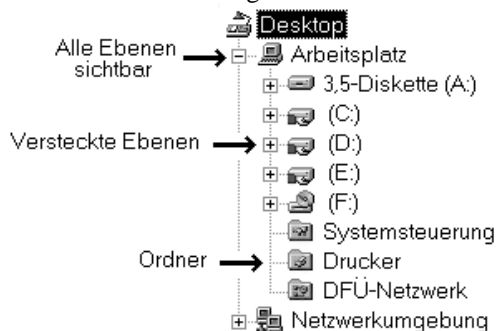 Desktop
Alle Ebenen
sichtbar
Arbeitsplatz
3,5-Diskette (A:)
(C:)
Versteckte Ebenen
(D:)
(E:)
(F:)
Systemsteuerung
Ordner
Drucker
DFÜ-Netzwerk
Netzwerkumgebung